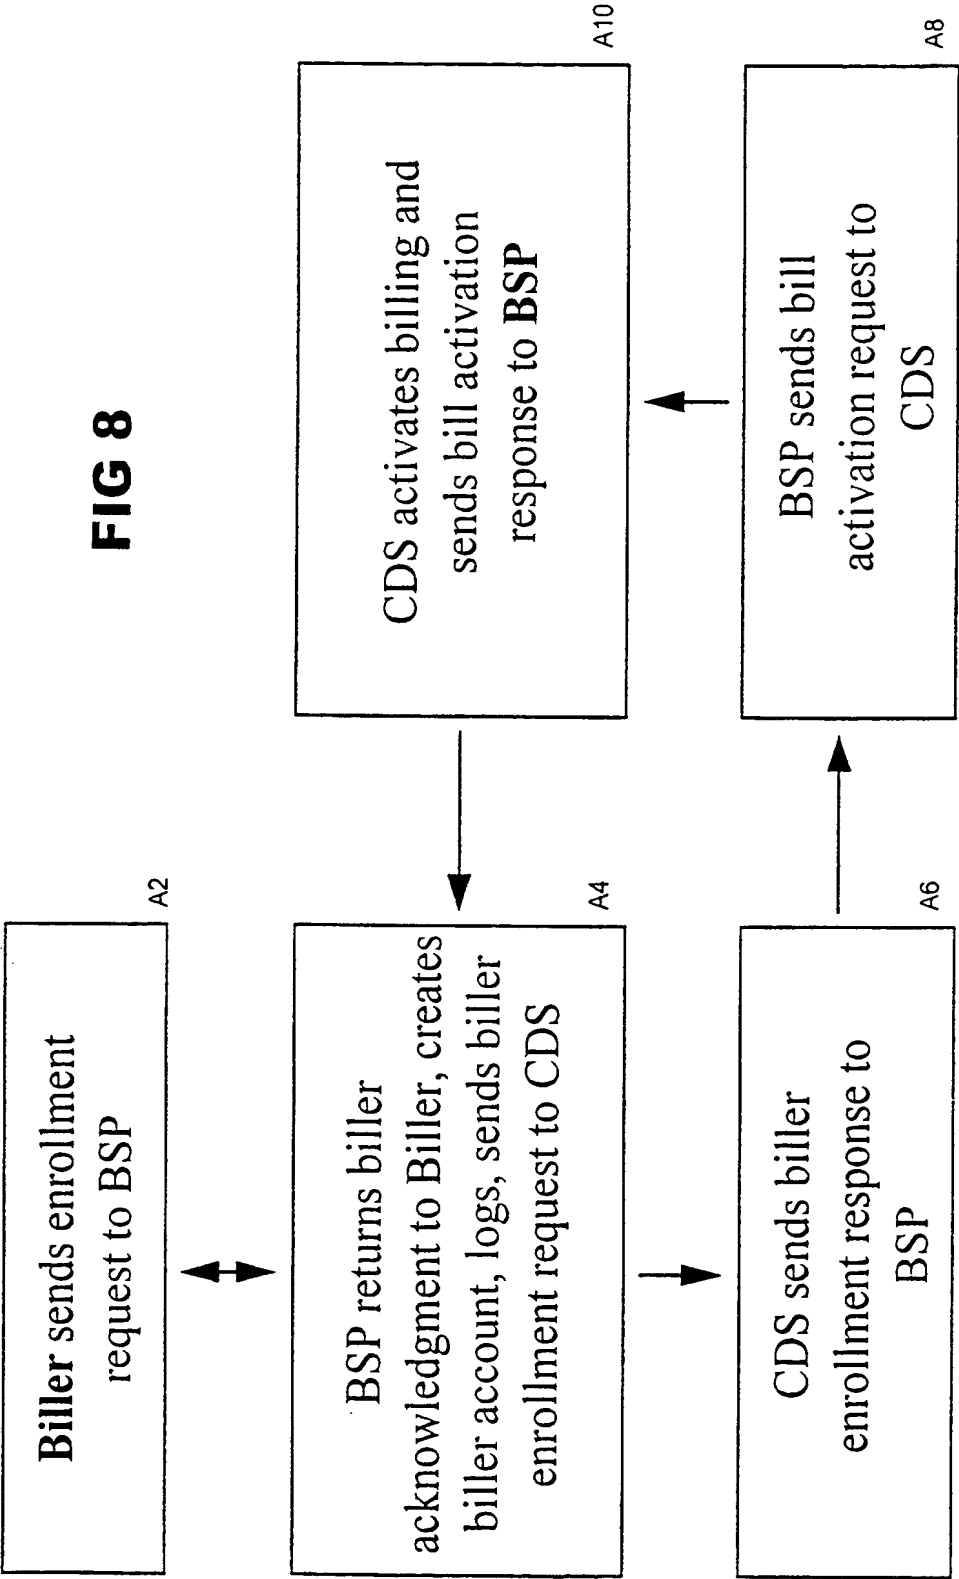 FIG 8
Biller sends enrollment
request to BSP
A2
BSP returns biller
acknowledgment to Biller, creates
biller account, logs, sends biller
enrollment request to CDS
A4
CDS sends biller
enrollment response to
BSP
A6
BSP sends bill
activation request to
CDS
A8
CDS activates billing and
sends bill activation
response to BSP
A10